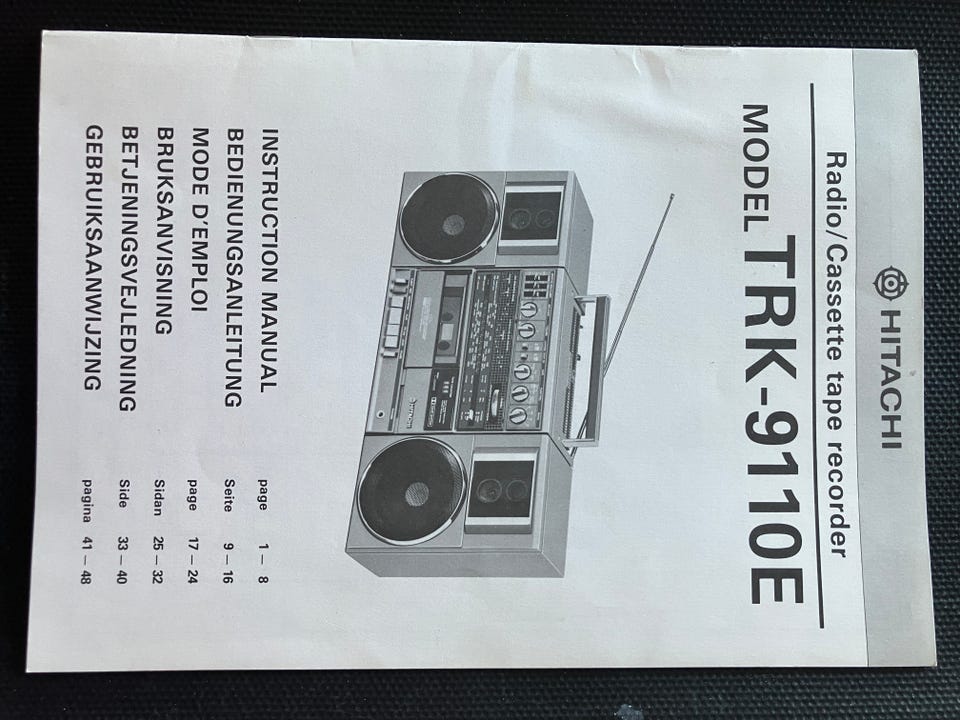 HITACHI
Radio/Cassette tape recorder
MODEL TRK-9110E
INSTRUCTION MANUAL page 1 – 8
BEDIENUNGSANLEITUNG Seite 9 – 16
MODE D'EMPLOI page 17 – 24
BRUKSANVISNING Sidan 25 – 32
BETJENINGSVEJLEDNING Side 33 – 40
GEBRUIKSAANWIJZING pagina 41 – 48
HITACHI